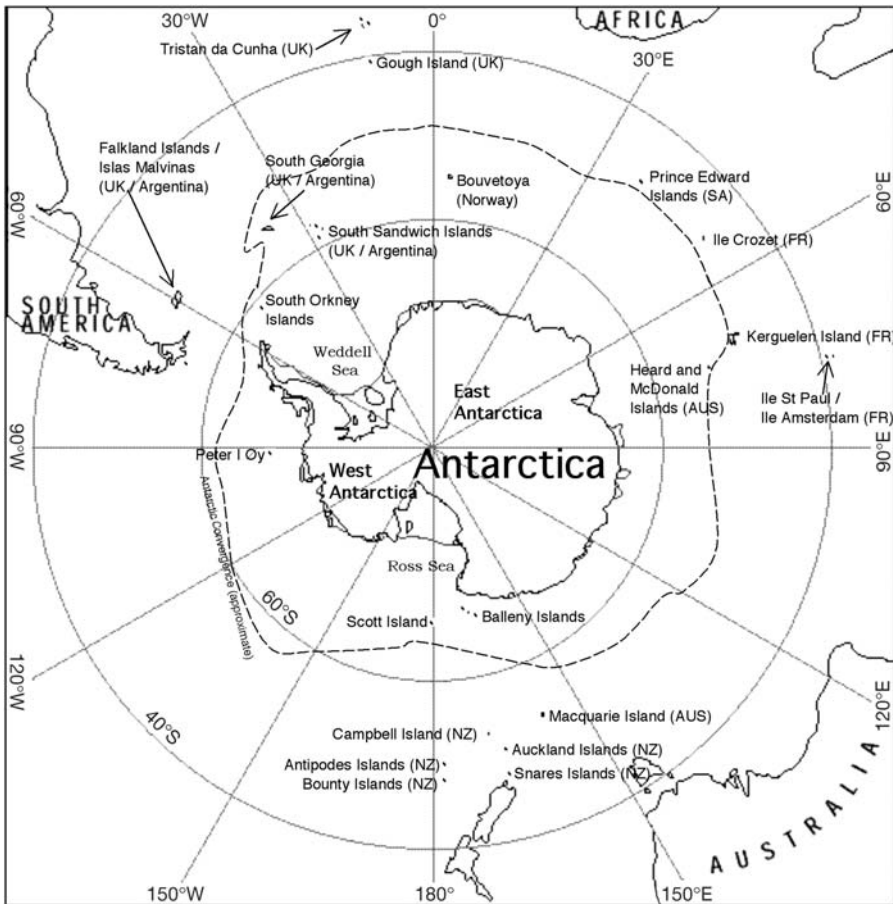 30°W
0°
AFRICA
Tristan da Cunha (UK)
Gough Island (UK)
30°E
Falkland Islands /
Islas Malvinas
(UK / Argentina)
South Georgia
(UK / Argentina)
Bouvetoya
(Norway)
Prince Edward
Islands (SA)
60°W
60°E
South Sandwich Islands
(UK / Argentina)
Ile Crozet (FR)
SOUTH
AMERICA
South Orkney
Islands
Weddell
Sea
Kerguelen Island (FR)
Heard and
McDonald
Islands (AUS)
East
Antarctica
Ile St Paul /
Ile Amsterdam (FR)
90°W
Peter I Oy
Antarctica
90°E
West
Antarctica
Antarctic Convergence (approximate)
Ross Sea
60°S
Scott Island
Balleny Islands
120°W
120°E
40°S
Macquarie Island (AUS)
Campbell Island (NZ)
Auckland Islands (NZ)
Antipodes Islands (NZ)
Snares Islands (NZ)
Bounty Islands (NZ)
AUSTRALIA
150°W
180°
150°E